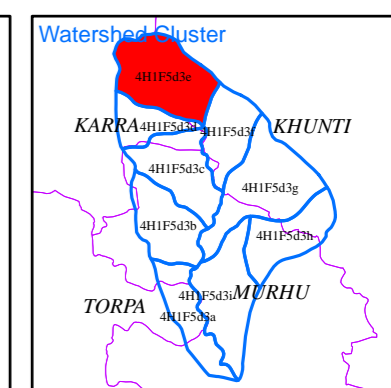 Watershed Cluster
4H1F5d3e
KARRA
4H1F5d3d
4H1F5d3f
KHUNTI
4H1F5d3c
4H1F5d3g
4H1F5d3b
4H1F5d3h
4H1F5d3i
MURHU
TORPA
4H1F5d3a